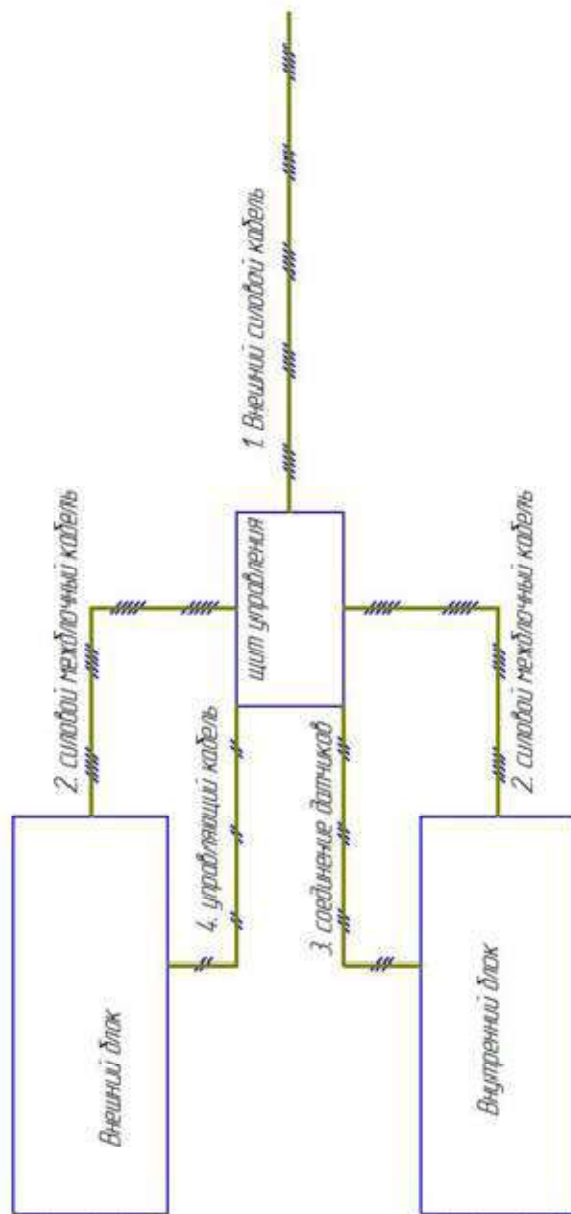 1. Внешний силовой кабель
2. силовой межблочный кабель
щит управления
4. управляющий кабель
3. соединение датчиков
2. силовой межблочный кабель
Внешний блок
Внутренний блок